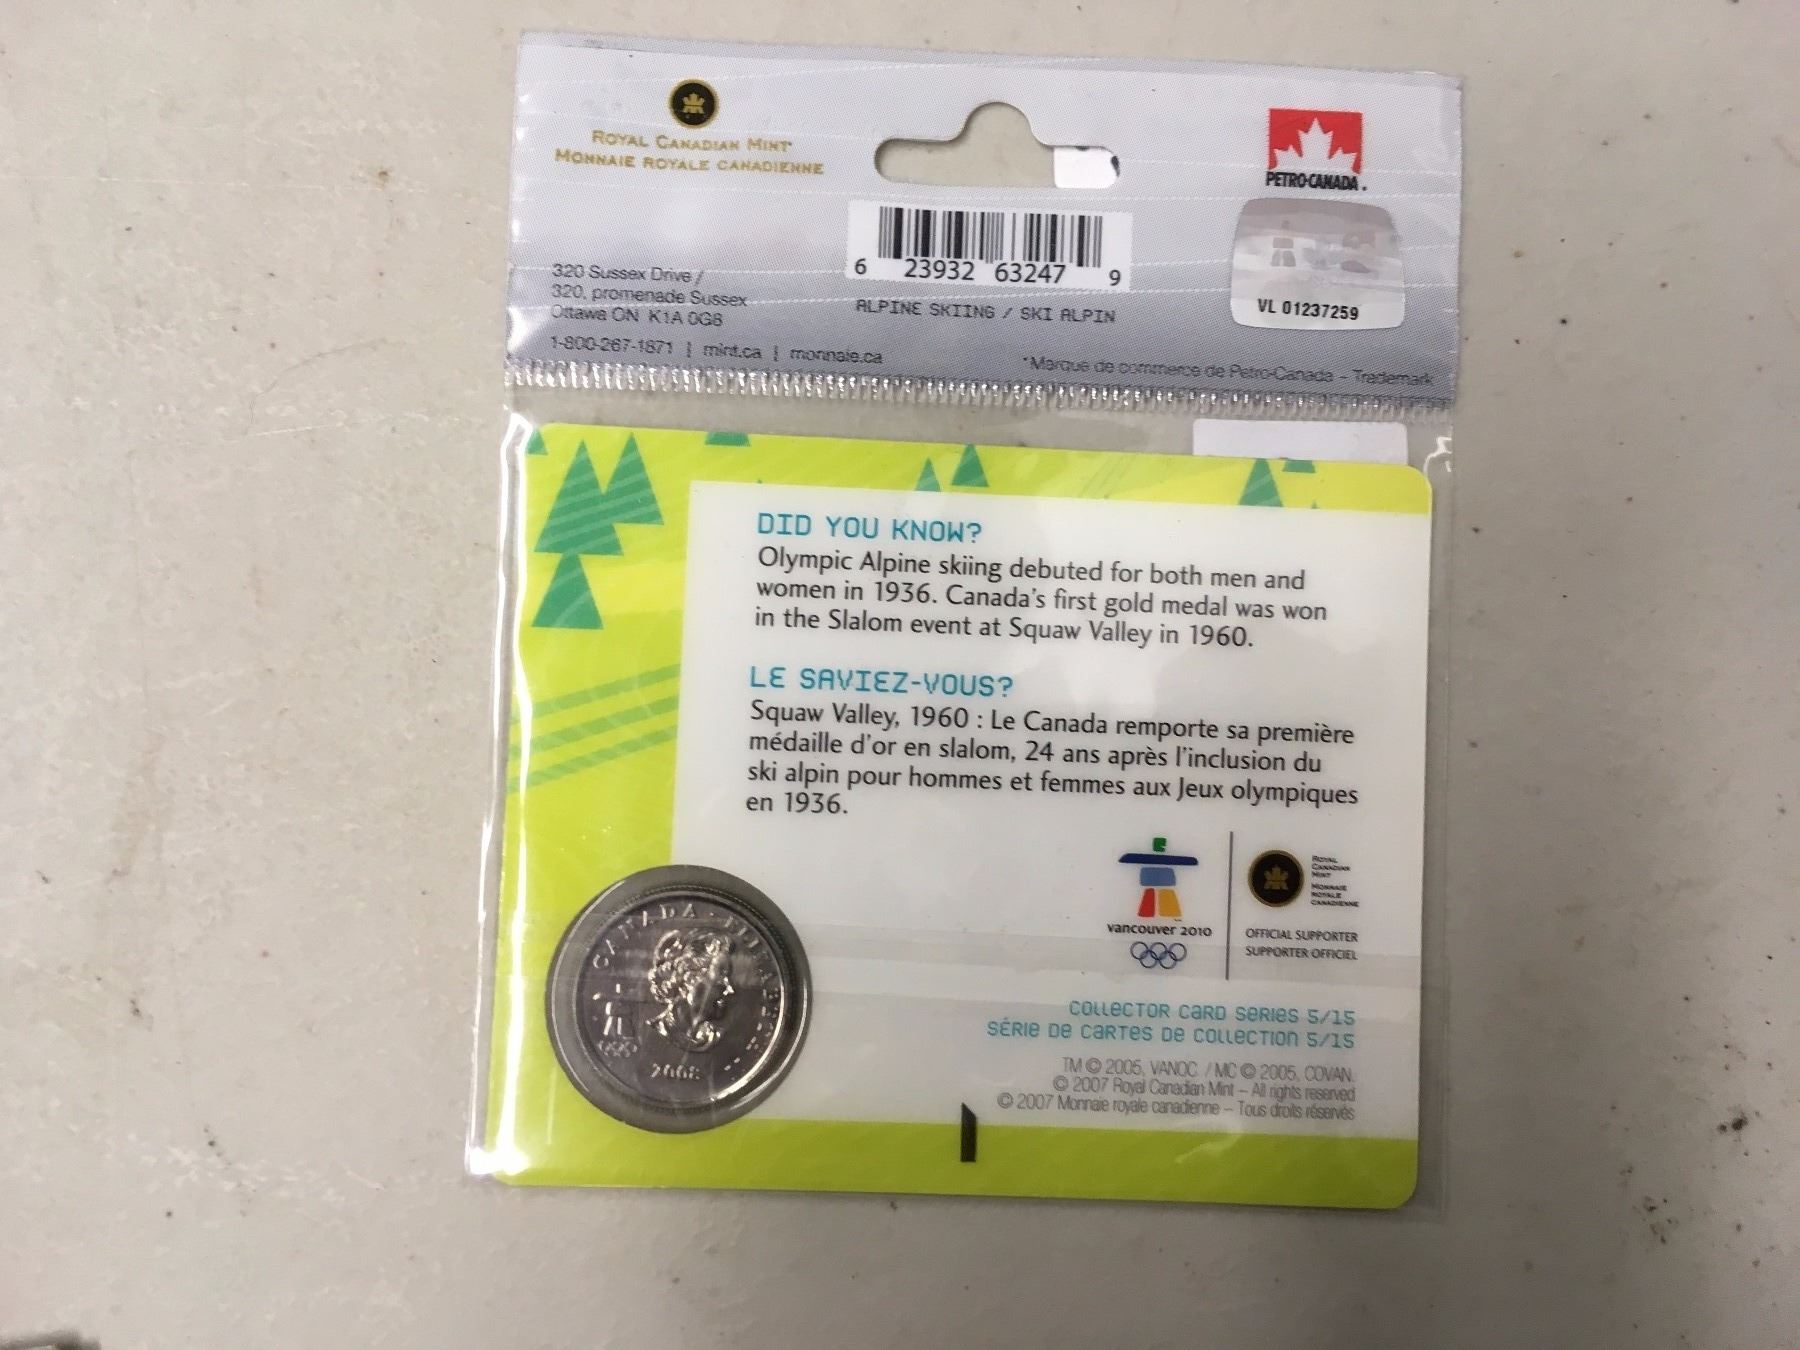 ROYAL CANADIAN MINT
MONNAIE ROYALE CANADIENNE
PETRO-CANADA
320 Sussex Drive /
320, promenade Sussex
Ottawa ON K1A 0G8
1-800-267-1871 | mint.ca | monnaie.ca
6 23932 63247 9
ALPINE SKIING / SKI ALPIN
VL 01237259
*Marque de commerce de Petro-Canada - Trademark
DID YOU KNOW?
Olympic Alpine skiing debuted for both men and
women in 1936. Canada's first gold medal was won
in the Slalom event at Squaw Valley in 1960.
LE SAVIEZ-VOUS?
Squaw Valley, 1960 : Le Canada remporte sa première
médaille d'or en slalom, 24 ans après l'inclusion du
ski alpin pour hommes et femmes aux Jeux olympiques
en 1936.
vancouver 2010
ROYAL
CANADIAN
MINT
MONNAIE
ROYALE
CANADIENNE
OFFICIAL SUPPORTER
SUPPORTER OFFICIEL
CANADA
2008
COLLECTOR CARD SERIES 5/15
SÉRIE DE CARTES DE COLLECTION 5/15
TM © 2005, VANOC. / MC © 2005, COVAN.
© 2007 Royal Canadian Mint – All rights reserved
© 2007 Monnaie royale canadienne – Tous droits réservés